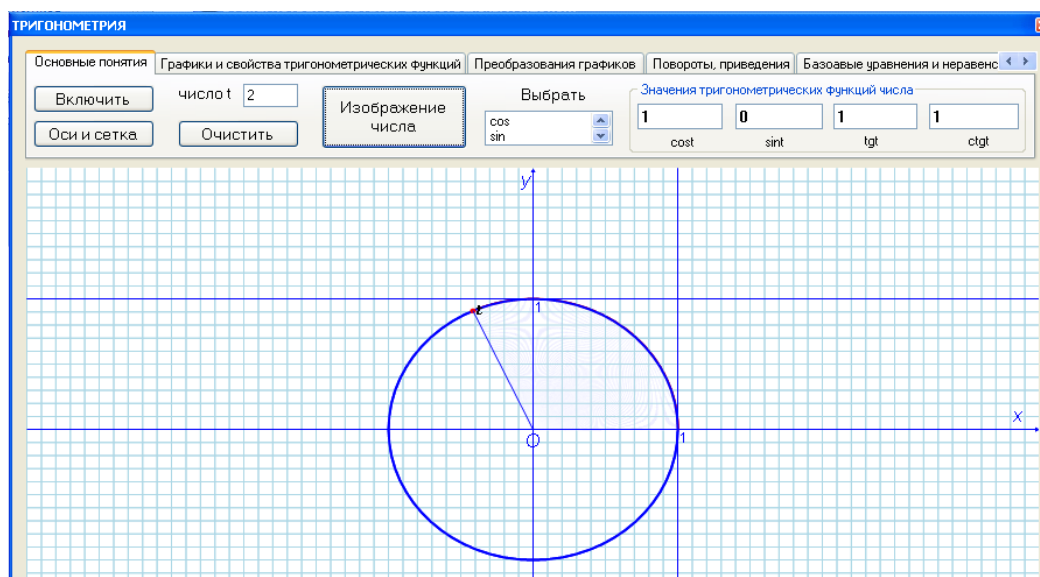 ТРИГОНОМЕТРИЯ
Основные понятия Графики и свойства тригонометрических функций Преобразования графиков Повороты, приведения Базоавые уравнения и неравенс
Включить число t 2 Изображение числа Выбрать Значения тригонометрических функций числа
cos
sin
1 0 1 1
Оси и сетка Очистить cost sint tgt ctgt
y
t
1
x
O
1